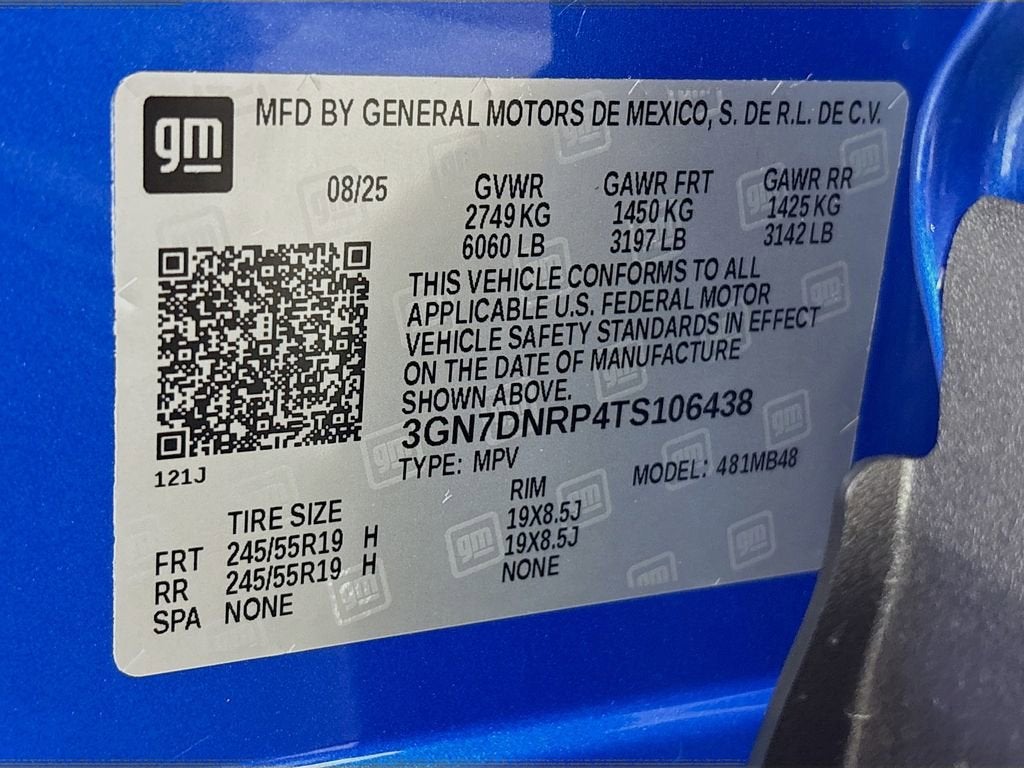 gm MFD BY GENERAL MOTORS DE MEXICO, S. DE R.L. DE C.V.
08/25 GVWR GAWR FRT GAWR RR
2749 KG 1450 KG 1425 KG
6060 LB 3197 LB 3142 LB
THIS VEHICLE CONFORMS TO ALL
APPLICABLE U.S. FEDERAL MOTOR
VEHICLE SAFETY STANDARDS IN EFFECT
ON THE DATE OF MANUFACTURE
SHOWN ABOVE.
3GN7DNRP4TS106438
121J TYPE: MPV MODEL: 481MB48
TIRE SIZE RIM
FRT 245/55R19 H 19X8.5J
RR 245/55R19 H 19X8.5J
SPA NONE NONE